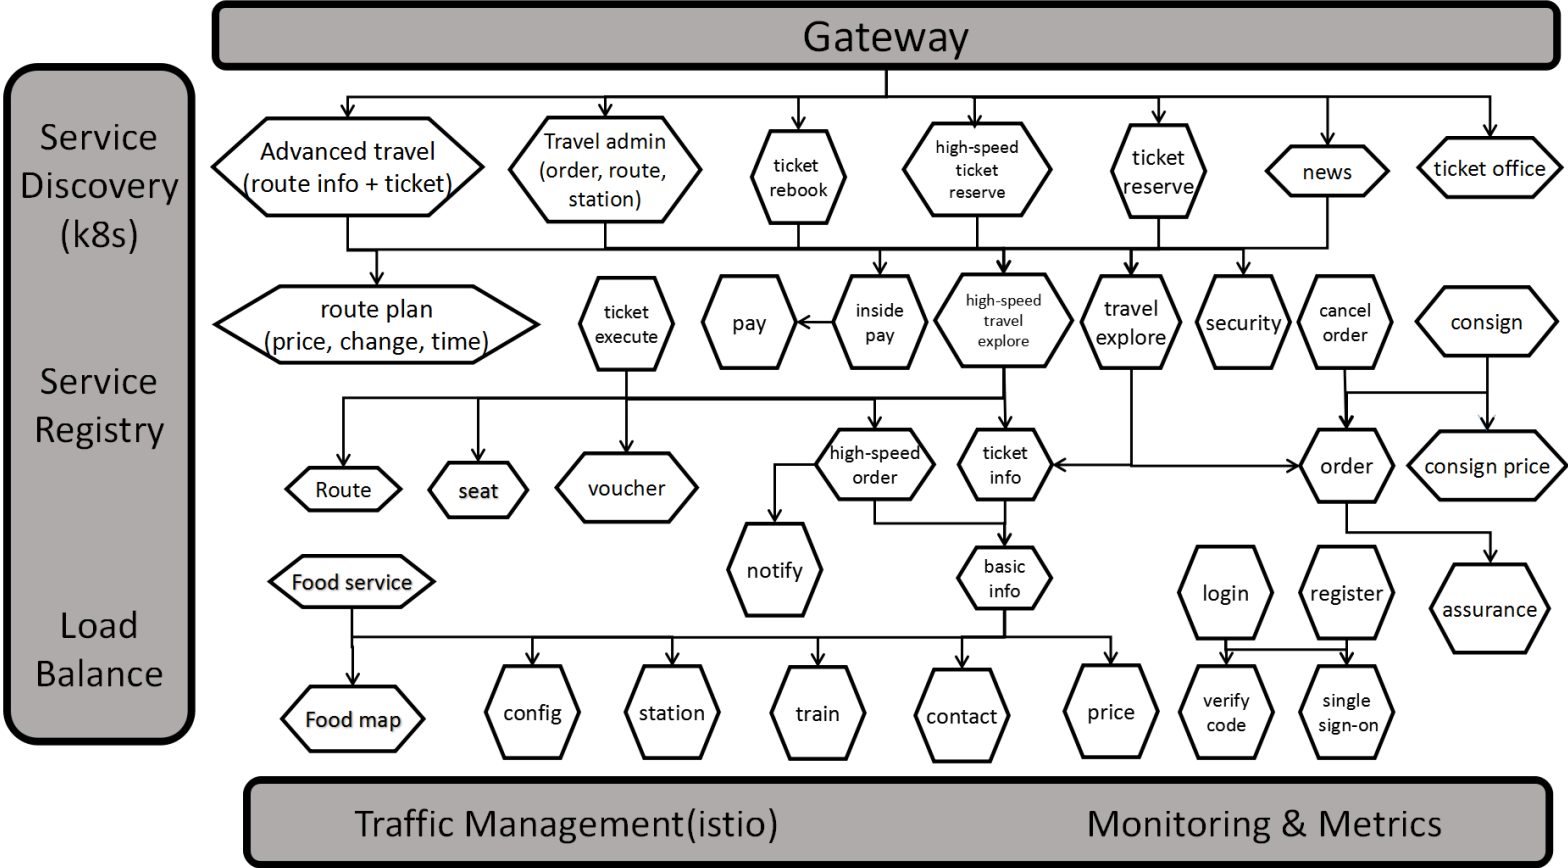 Gateway
Service
Discovery
(k8s)
Service
Registry
Load
Balance
Advanced travel
(route info + ticket)
Travel admin
(order, route,
station)
ticket
rebook
high-speed
ticket
reserve
ticket
reserve
news
ticket office
route plan
(price, change, time)
ticket
execute
pay
inside
pay
high-speed
travel
explore
travel
explore
security
cancel
order
consign
Route
seat
voucher
high-speed
order
ticket
info
order
consign price
Food service
notify
basic
info
login
register
assurance
Food map
config
station
train
contact
price
verify
code
single
sign-on
Traffic Management(istio)
Monitoring & Metrics